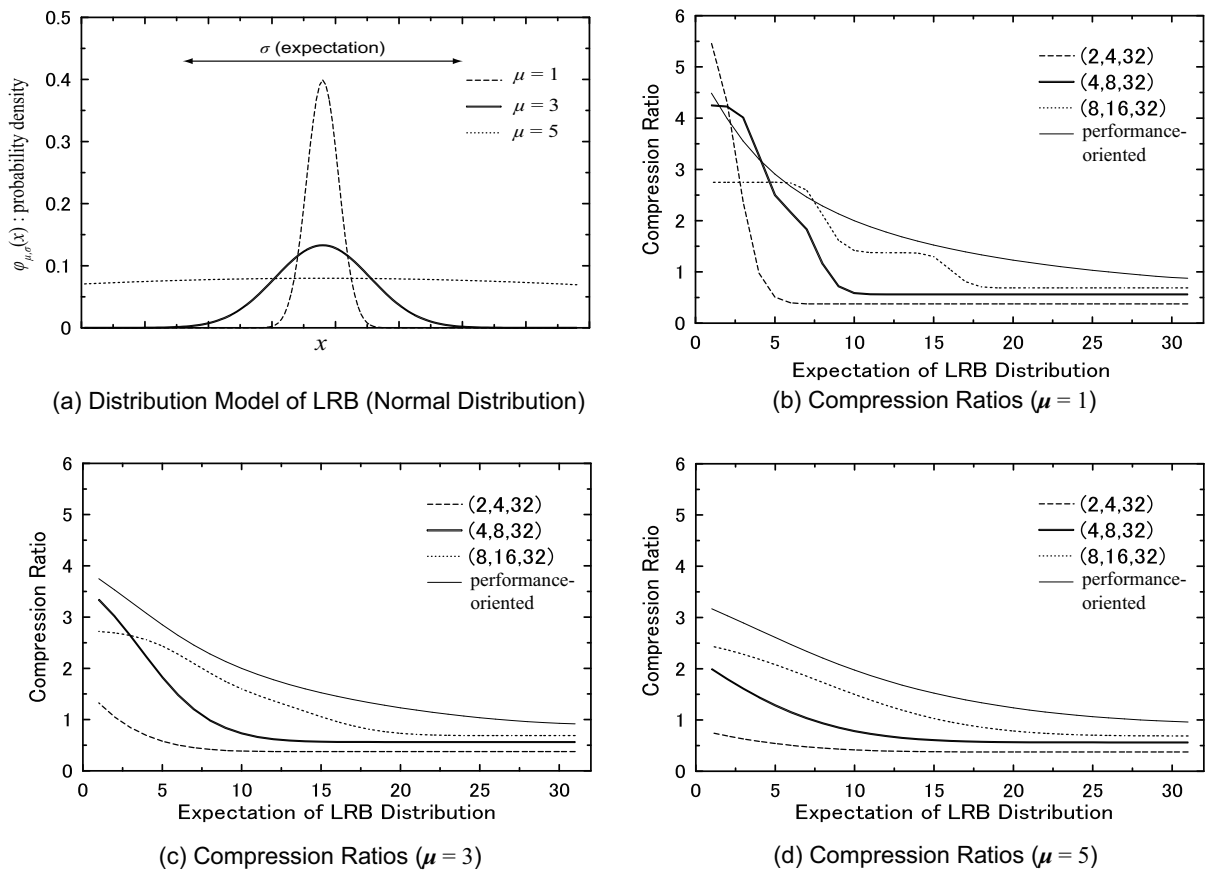 0.5
0.4
0.3
0.2
0.1
0
φμ,σ(x) : probability density
σ (expectation)
μ = 1
μ = 3
μ = 5
x
(a) Distribution Model of LRB (Normal Distribution)
6
5
4
3
2
1
0
Compression Ratio
(2,4,32)
(4,8,32)
(8,16,32)
performance-
oriented
0 5 10 15 20 25 30
Expectation of LRB Distribution
(b) Compression Ratios (μ = 1)
6
5
4
3
2
1
0
Compression Ratio
(2,4,32)
(4,8,32)
(8,16,32)
performance-
oriented
0 5 10 15 20 25 30
Expectation of LRB Distribution
(c) Compression Ratios (μ = 3)
6
5
4
3
2
1
0
Compression Ratio
(2,4,32)
(4,8,32)
(8,16,32)
performance-
oriented
0 5 10 15 20 25 30
Expectation of LRB Distribution
(d) Compression Ratios (μ = 5)